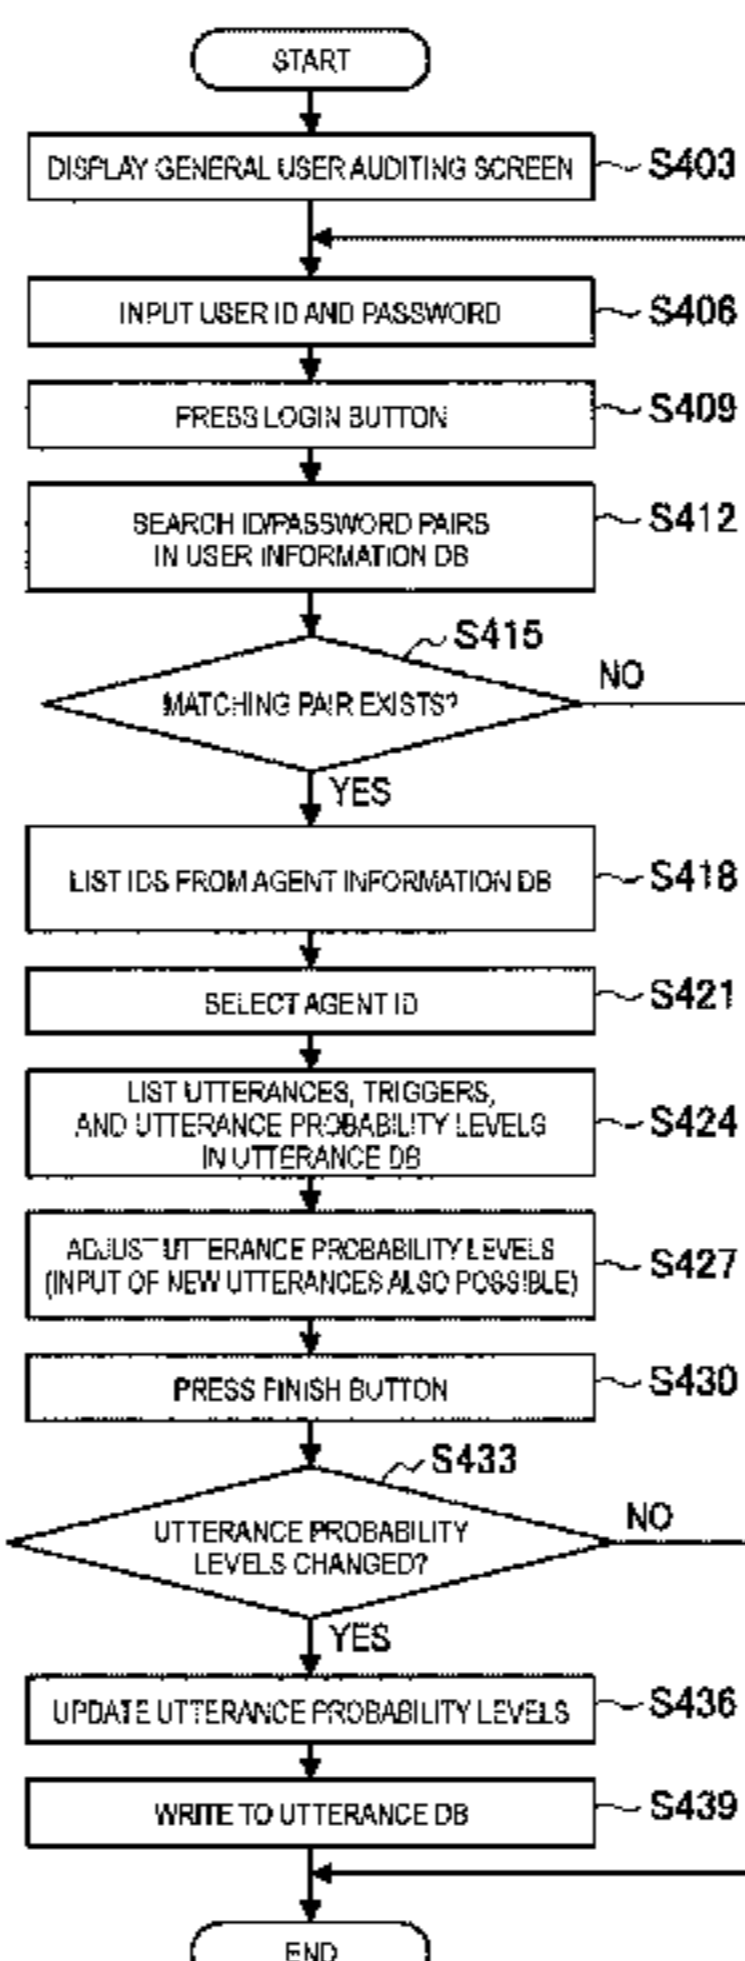 START
DISPLAY GENERAL USER AUDITING SCREEN
S403
INPUT USER ID AND PASSWORD
S406
PRESS LOGIN BUTTON
S409
SEARCH ID/PASSWORD PAIRS
IN USER INFORMATION DB
S412
S415
MATCHING PAIR EXISTS?
NO
YES
LIST IDS FROM AGENT INFORMATION DB
S418
SELECT AGENT ID
S421
LIST UTTERANCES, TRIGGERS,
AND UTTERANCE PROBABILITY LEVELS
IN UTTERANCE DB
S424
ADJUST UTTERANCE PROBABILITY LEVELS
(INPUT OF NEW UTTERANCES ALSO POSSIBLE)
S427
PRESS FINISH BUTTON
S430
S433
UTTERANCE PROBABILITY
LEVELS CHANGED?
NO
YES
UPDATE UTTERANCE PROBABILITY LEVELS
S436
WRITE TO UTTERANCE DB
S439
END